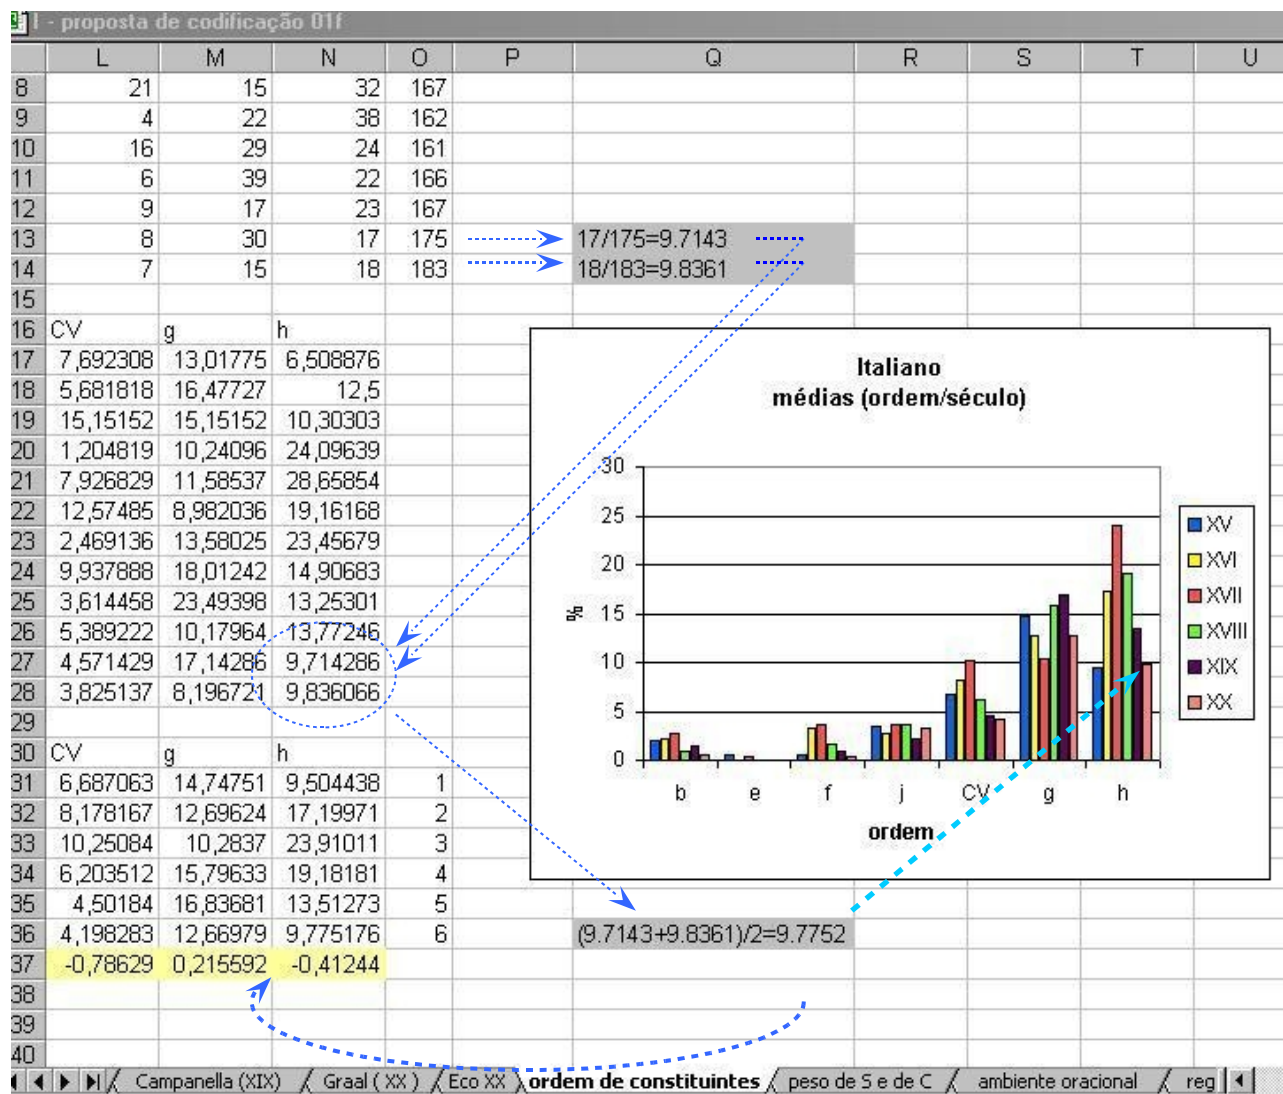 l - proposta de codificação 01f
L M N O P Q R S T U
8 21 15 32 167
9 4 22 38 162
10 16 29 24 161
11 6 39 22 166
12 9 17 23 167
13 8 30 17 175 17/175=9.7143
14 7 15 18 183 18/183=9.8361
15
16 CV g h
17 7,692308 13,01775 6,508876
18 5,681818 16,47727 12,5
19 15,15152 15,15152 10,30303
20 1,204819 10,24096 24,09639
21 7,926829 11,58537 28,65854
22 12,57485 8,982036 19,16168
23 2,469136 13,58025 23,45679
24 9,937888 18,01242 14,90683
25 3,614458 23,49398 13,25301
26 5,389222 10,17964 13,77246
27 4,571429 17,14286 9,714286
28 3,825137 8,196721 9,836066
29
30 CV g h
31 6,687063 14,74751 9,504438 1
32 8,178167 12,69624 17,19971 2
33 10,25084 10,2837 23,91011 3
34 6,203512 15,79633 19,18181 4
35 4,50184 16,83681 13,51273 5
36 4,198283 12,66979 9,775176 6 (9.7143+9.8361)/2=9.7752
37 -0,78629 0,215592 -0,41244
38
39
40
Italiano
médias (ordem/século)
30
25
20
15
10
5
0
%
b e f j CV g h
ordem
XV
XVI
XVII
XVIII
XIX
XX
Campanella (XIX) Graal ( XX ) Eco XX ordem de constituintes peso de S e de C ambiente oracional reg